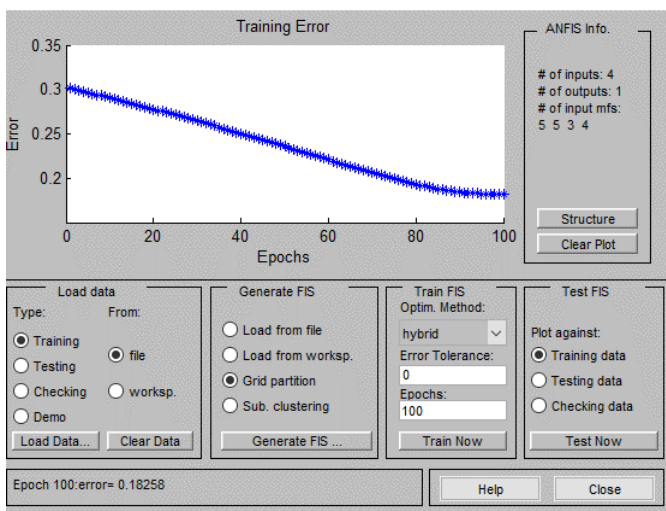 Training Error
0.35
0.3
0.25
0.2
Error
0
20
40
60
80
100
Epochs
ANFIS Info.
# of inputs: 4
# of outputs: 1
# of input mfs:
5 5 3 4
Structure
Clear Plot
Load data
Type:
From:
Training
Testing
Checking
Demo
file
worksp.
Load Data...
Clear Data
Generate FIS
Load from file
Load from worksp.
Grid partition
Sub. clustering
Generate FIS ...
Train FIS
Optim. Method:
hybrid
Error Tolerance:
0
Epochs:
100
Train Now
Test FIS
Plot against:
Training data
Testing data
Checking data
Test Now
Epoch 100:error= 0.18258
Help
Close